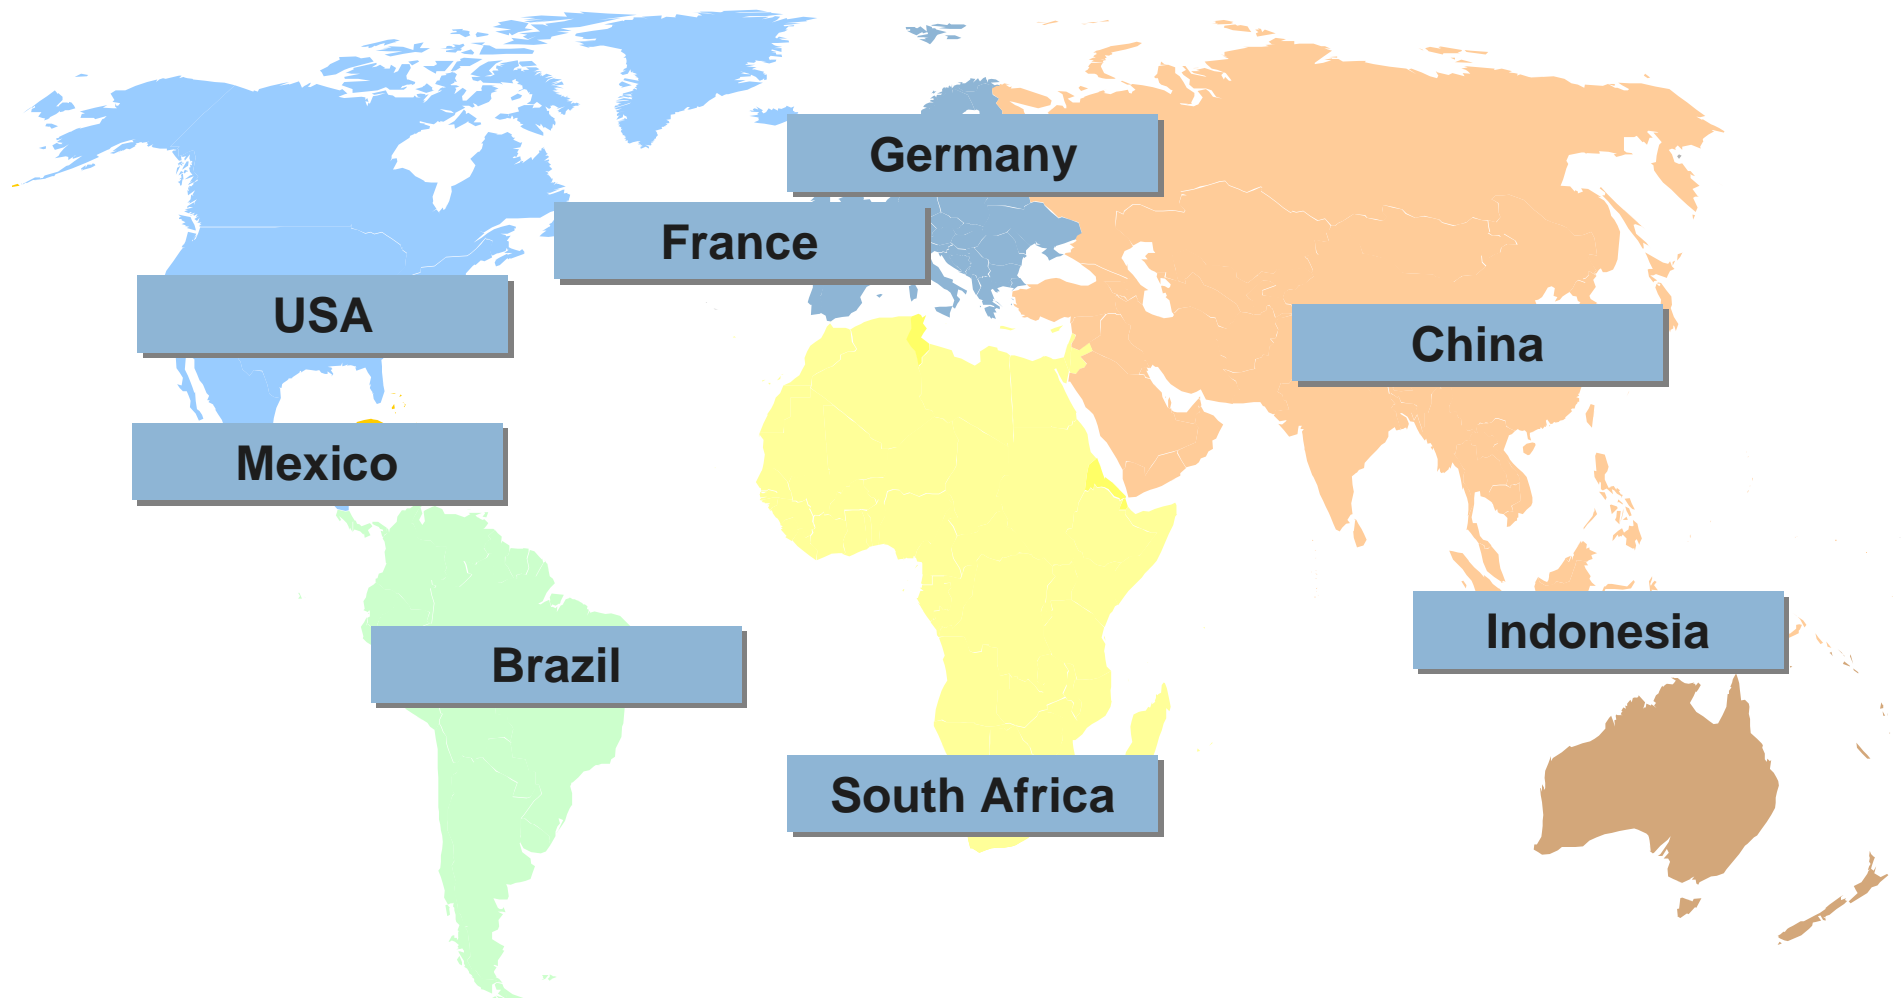 Germany
France
USA
China
Mexico
Indonesia
Brazil
South Africa